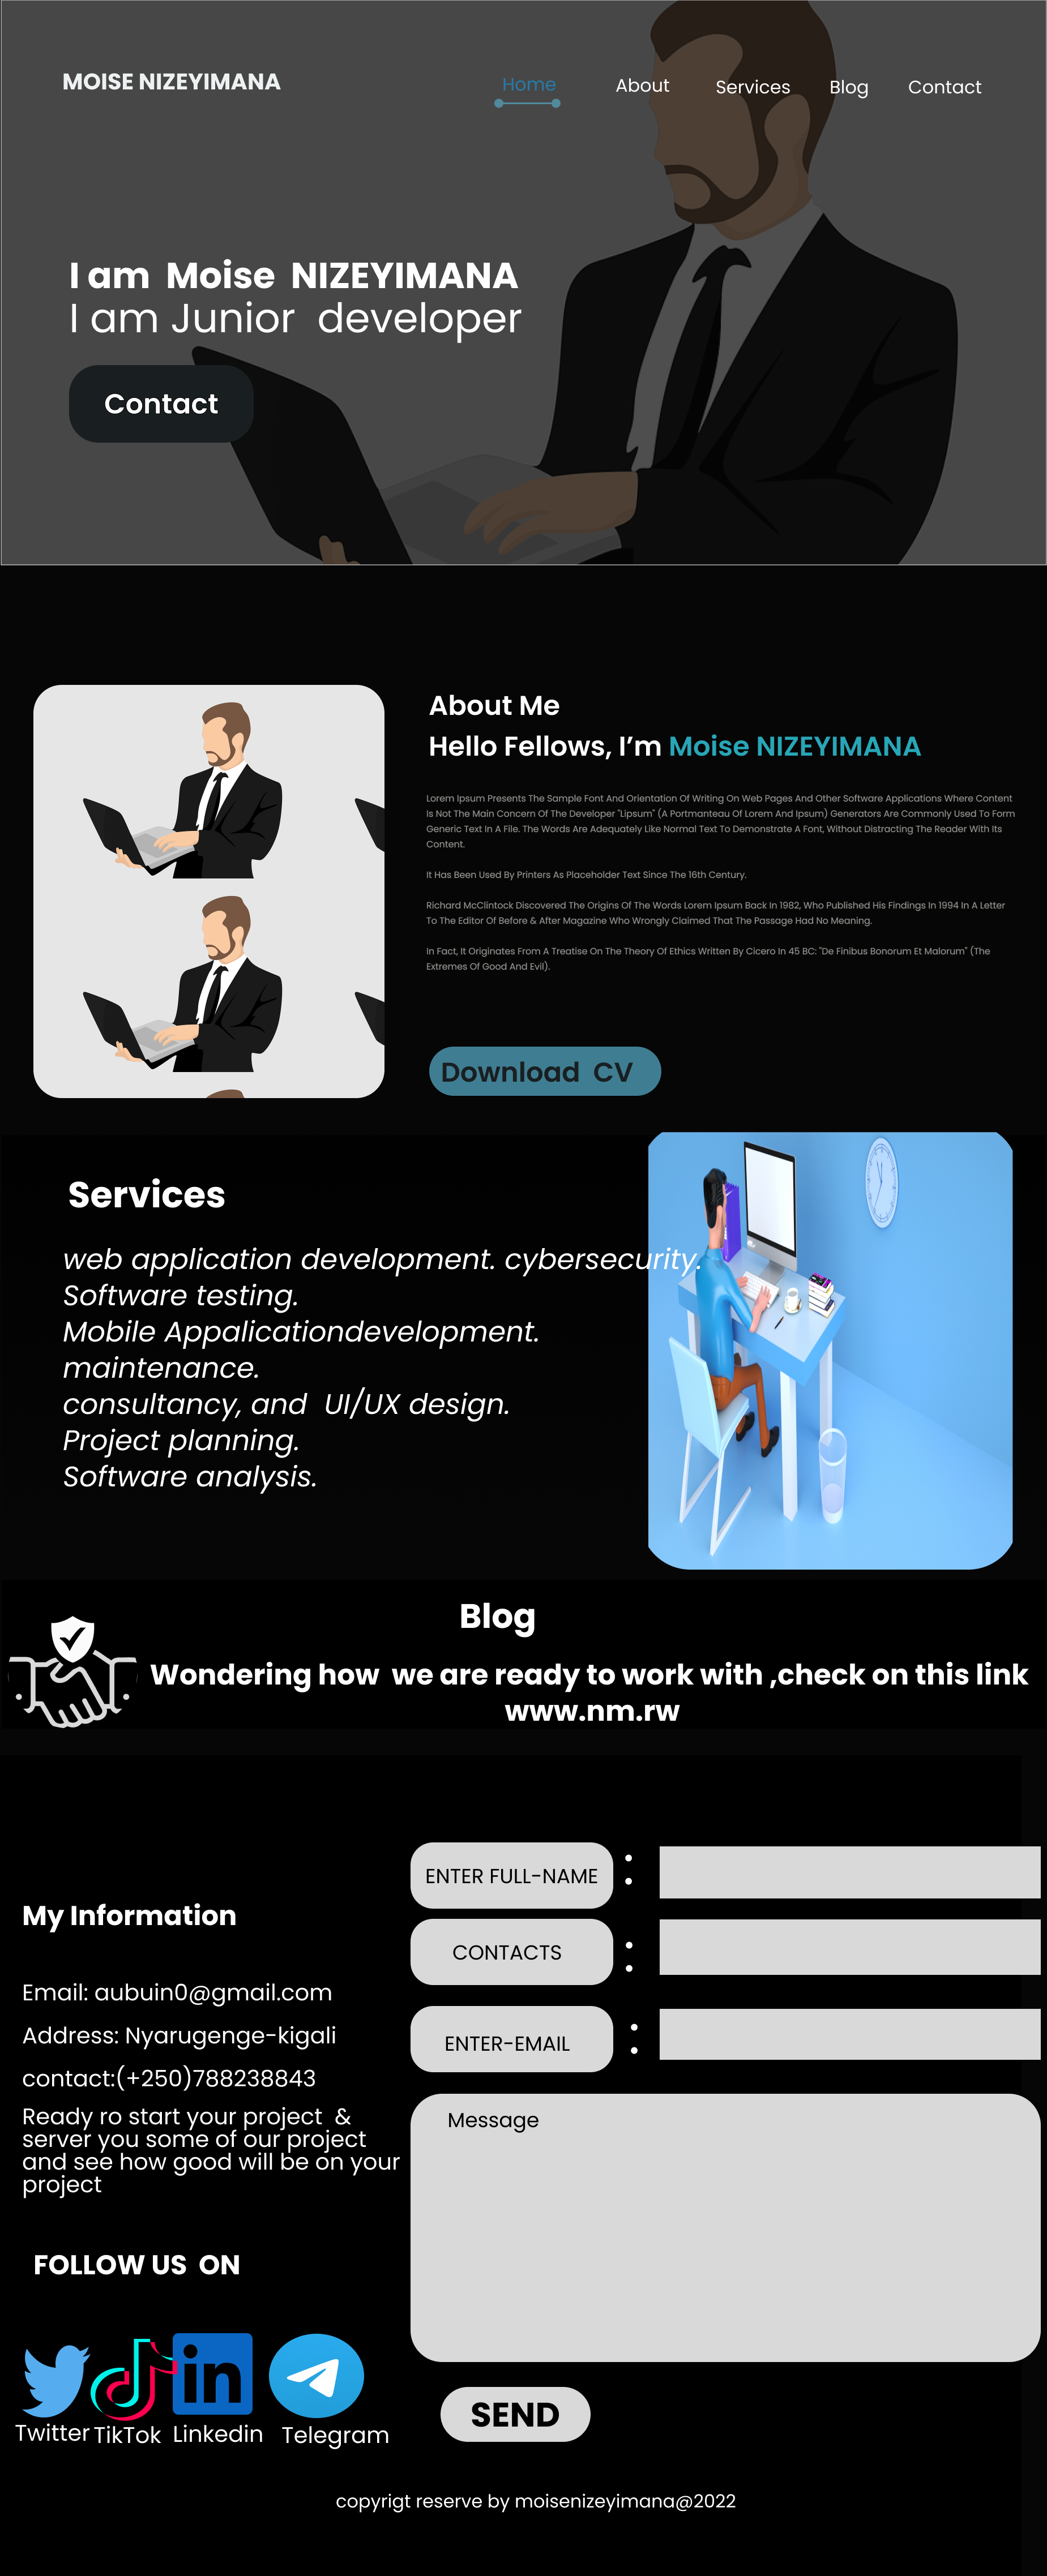 MOISE NIZEYIMANA
Home About Services Blog Contact
I am Moise NIZEYIMANA
I am Junior developer
Contact
About Me
Hello Fellows, I'm Moise NIZEYIMANA
Lorem Ipsum Presents The Sample Font And Orientation Of Writing On Web Pages And Other Software Applications Where Content
Is Not The Main Concern Of The Developer "Lipsum" (A Portmanteau Of Lorem And Ipsum) Generators Are Commonly Used To Form
Generic Text In A File. The Words Are Adequately Like Normal Text To Demonstrate A Font, Without Distracting The Reader With Its
Content.
It Has Been Used By Printers As Placeholder Text Since The 16th Century.
Richard McClintock Discovered The Origins Of The Words Lorem Ipsum Back In 1982, Who Published His Findings In 1994 In A Letter
To The Editor Of Before & After Magazine Who Wrongly Claimed That The Passage Had No Meaning.
In Fact, It Originates From A Treatise On The Theory Of Ethics Written By Cicero In 45 BC: "De Finibus Bonorum Et Malorum" (The
Extremes Of Good And Evil).
Download CV
Services
web application development. cybersecurity.
Software testing.
Mobile Appalicationdevelopment.
maintenance.
consultancy, and UI/UX design.
Project planning.
Software analysis.
Blog
Wondering how we are ready to work with ,check on this link
www.nm.rw
My Information
Email: aubuin0@gmail.com
Address: Nyarugenge-kigali
contact:(+250)788238843
Ready ro start your project &
server you some of our project
and see how good will be on your
project
FOLLOW US ON
in
Twitter TikTok Linkedin Telegram
ENTER FULL-NAME :
CONTACTS :
ENTER-EMAIL :
Message
SEND
copyrigt reserve by moisenizeyimana@2022